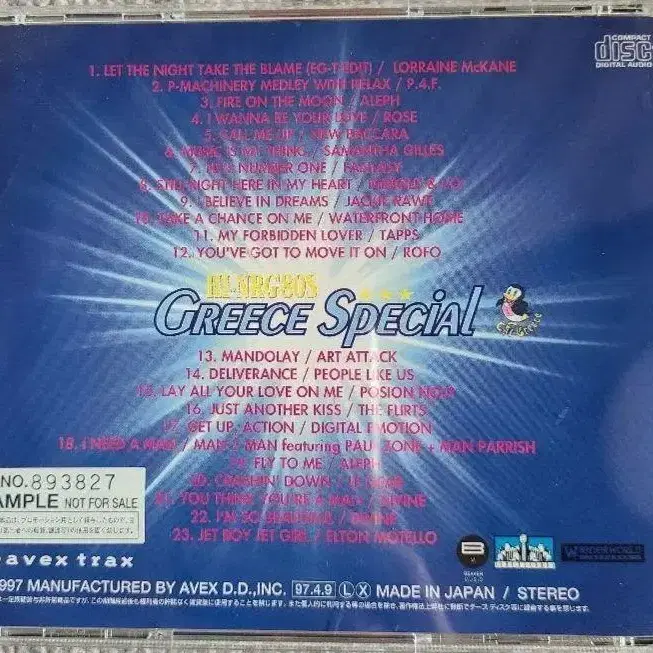 COMPACT
disc
DIGITAL AUDIO
1. LET THE NIGHT TAKE THE BLAME (EG-T-EDIT) / LORRAINE McKANE
2. P-MACHINERY MEDLEY WITH RELAX / P.4.F.
3. FIRE ON THE MOON / ALEPH
4. I WANNA BE YOUR LOVE / ROSE
5. CALL ME UP / NEW BACCARA
6. MUSIC IS MY THING / SAMANTHA GILLES
7. NUMBER ONE / FANTASY
8. STILL RIGHT HERE IN MY HEART /
9. I BELIEVE IN DREAMS / JACKIE RAWE
10. TAKE A CHANCE ON ME / WATERFRONT HOME
11. MY FORBIDDEN LOVER / TAPPS
12. YOU'VE GOT TO MOVE IT ON / ROFO
HI-NRG'80S
GREECE SPECIAL
13. MANDOLAY / ART ATTACK
14. DELIVERANCE / PEOPLE LIKE US
15. LAY ALL YOUR LOVE ON ME / POSION NO.9
16. JUST ANOTHER KISS / THE FLIRTS
17. GET UP, ACTION / DIGITAL EMOTION
18. I NEED A MAN / MAN 2 MAN featuring PAUL ZONE + MAN PARRISH
19. FLY TO ME / ALEPH
20. CRASHIN' DOWN /
21. YOU THINK YOU'RE A MAN / DIVINE
22. I'M SO BEAUTIFUL / DIVINE
23. JET BOY JET GIRL / ELTON MOTELLO
NO.893827
AMPLE NOT FOR SALE
avex trax
997 MANUFACTURED BY AVEX D.D.,INC. 97.4.9 L X MADE IN JAPAN / STEREO